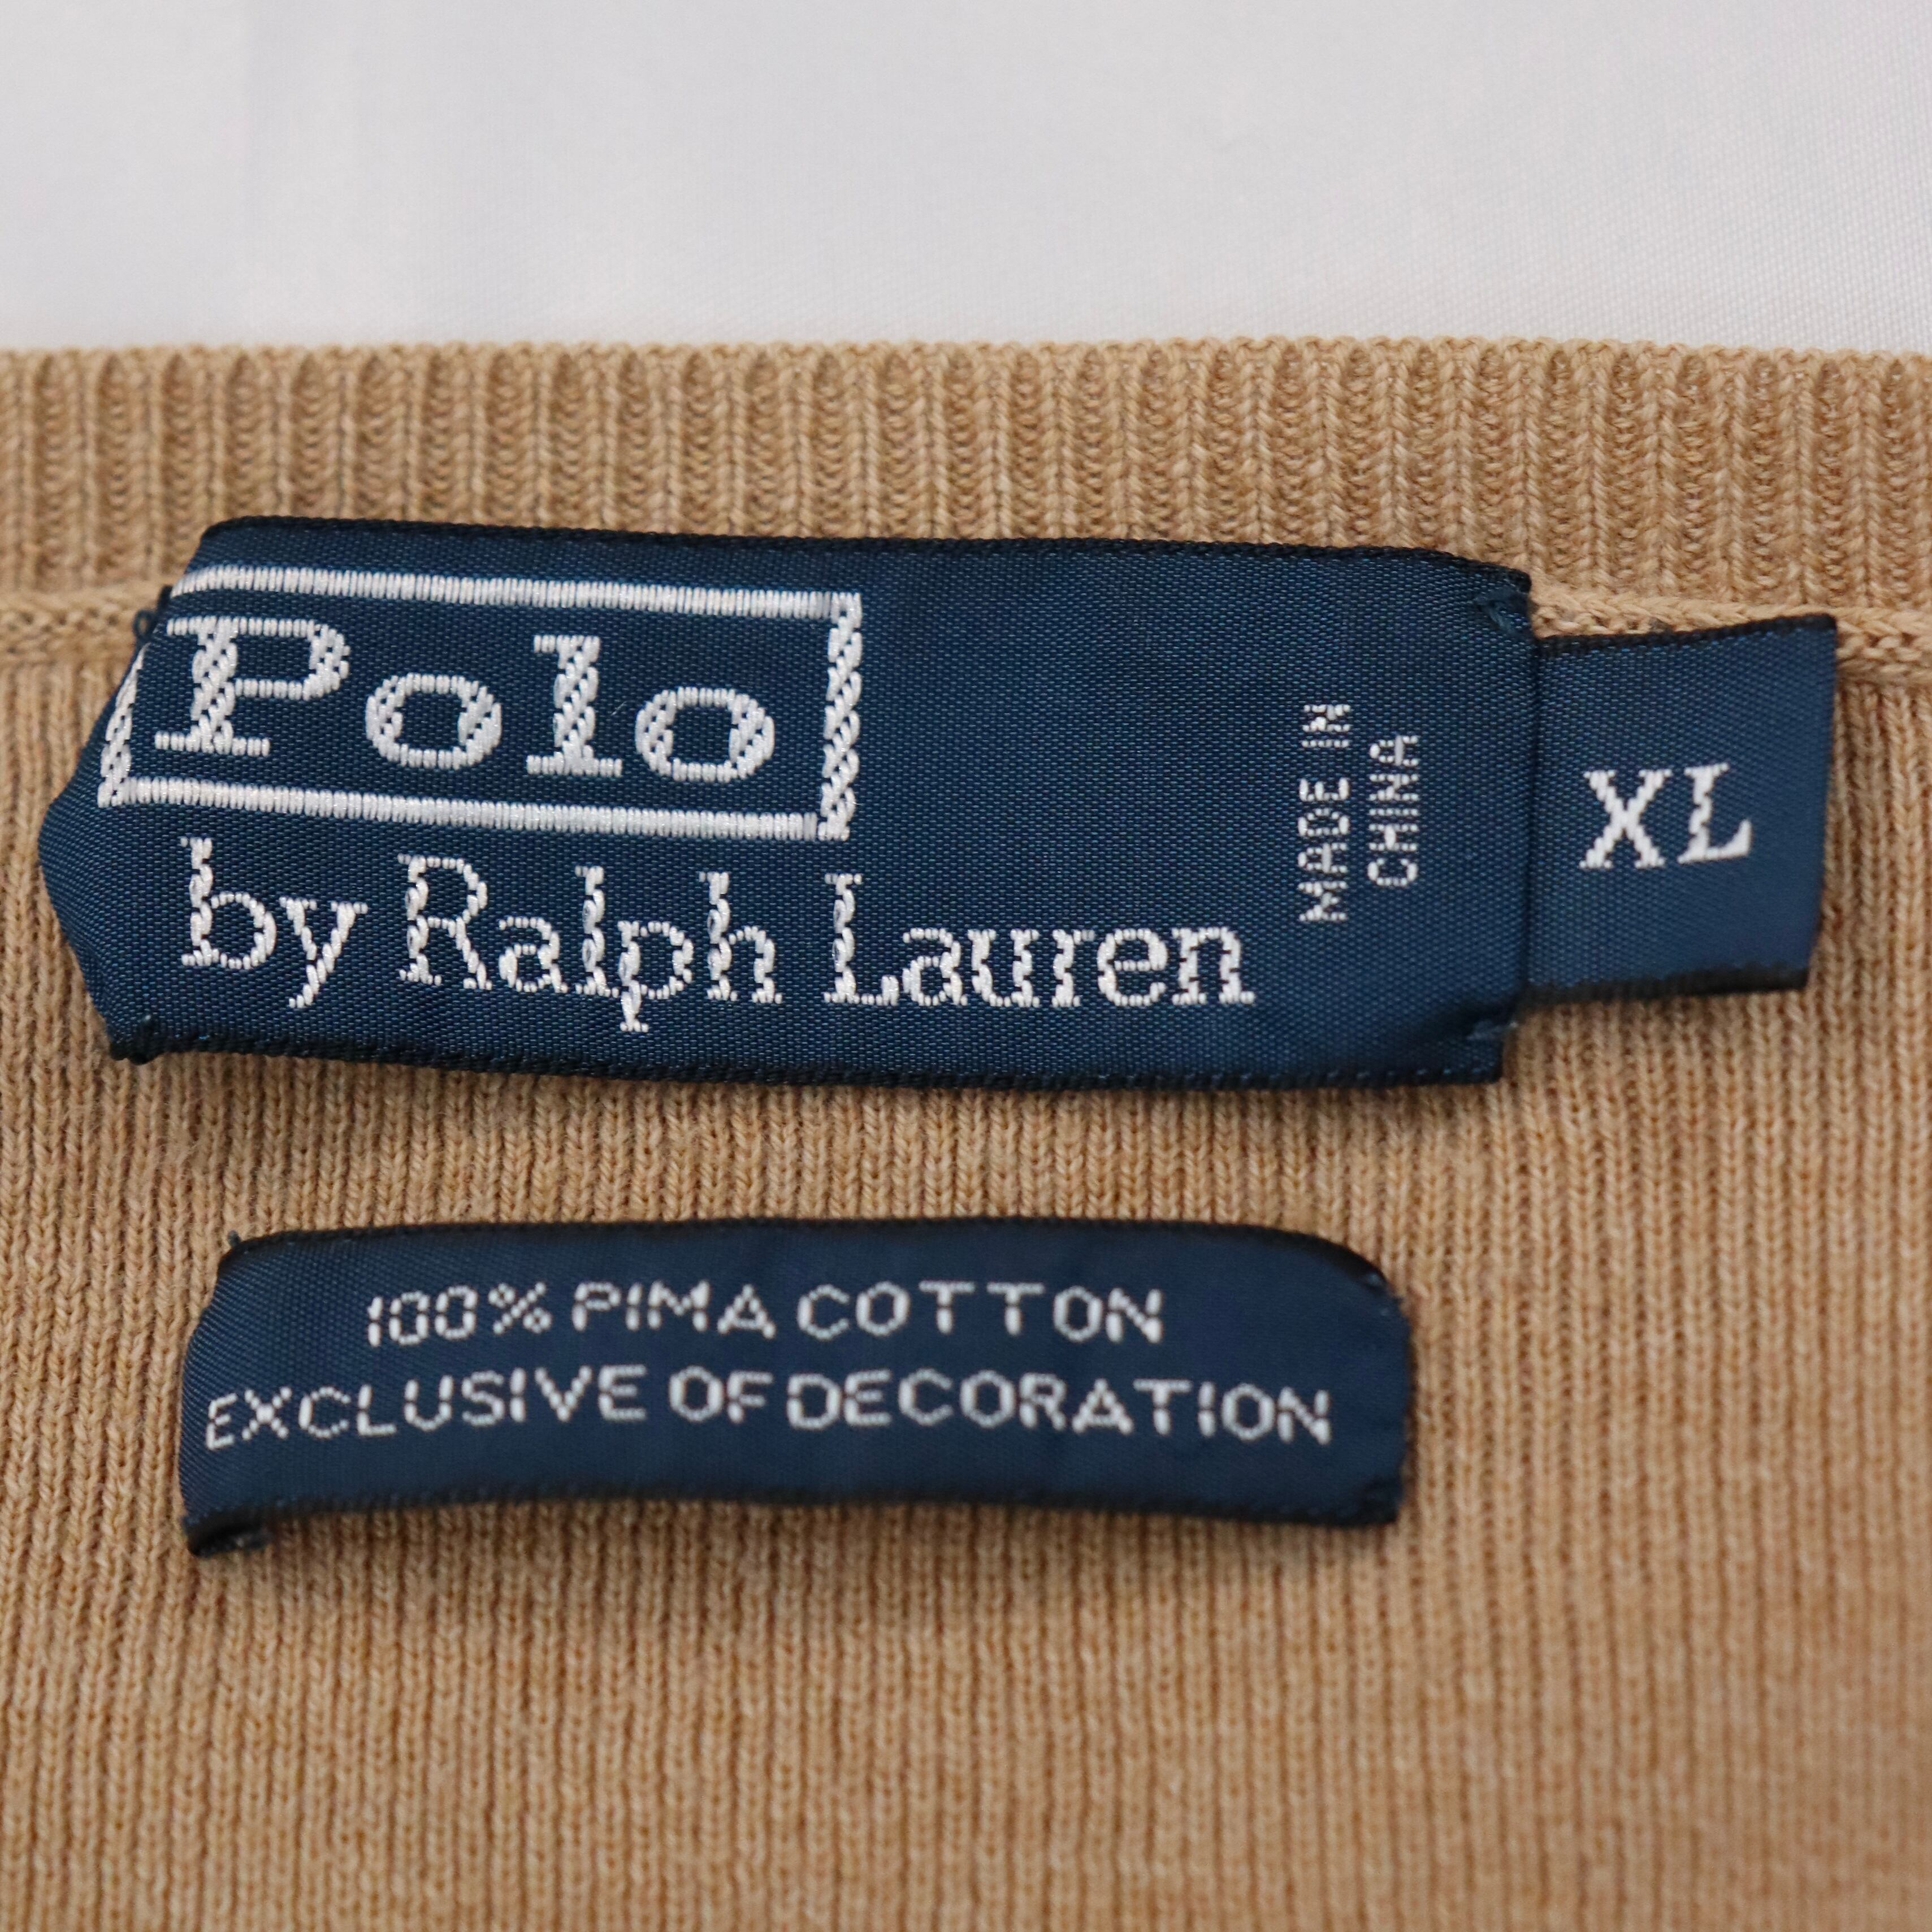 Polo
by Ralph Lauren
MADE IN
CHINA
XL
100% PIMA COTTON
EXCLUSIVE OF DECORATION